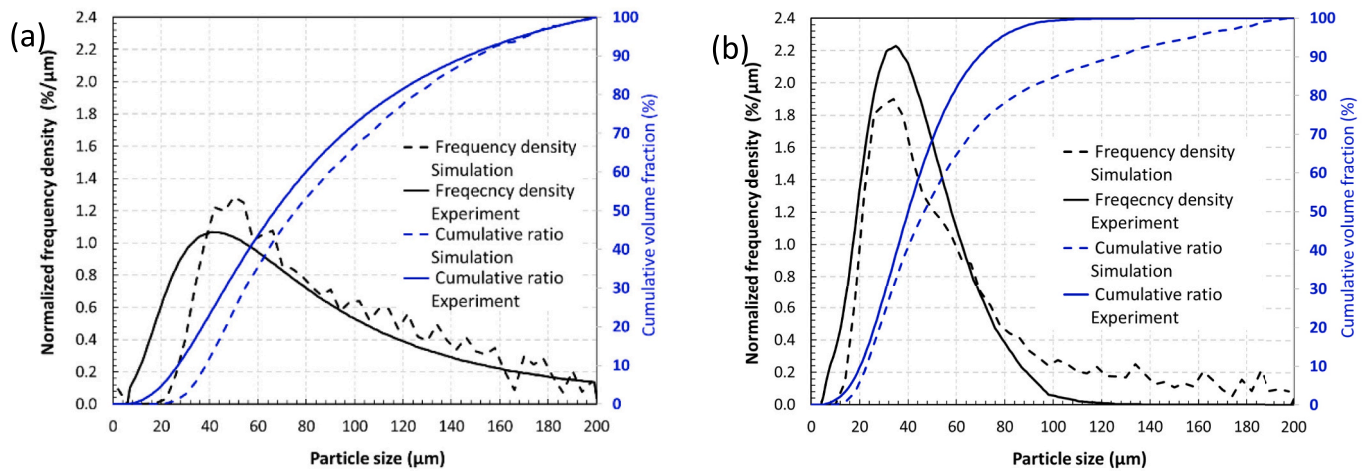 (a)
Normalized frequency density (%/µm)
2.4
2.2
2.0
1.8
1.6
1.4
1.2
1.0
0.8
0.6
0.4
0.2
0.0
0 20 40 60 80 100 120 140 160 180 200
Particle size (µm)
100
90
80
70
60
50
40
30
20
10
0
Cumulative volume fraction (%)
Frequency density
Simulation
Freqecndy density
Experiment
Cumulative ratio
Simulation
Cumulative ratio
Experiment
(b)
Normalized frequency density (%/µm)
2.4
2.2
2.0
1.8
1.6
1.4
1.2
1.0
0.8
0.6
0.4
0.2
0.0
0 20 40 60 80 100 120 140 160 180 200
Particle size (µm)
100
90
80
70
60
50
40
30
20
10
0
Cumulative volume fraction (%)
Frequency density
Simulation
Freqecndy density
Experiment
Cumulative ratio
Simulation
Cumulative ratio
Experiment